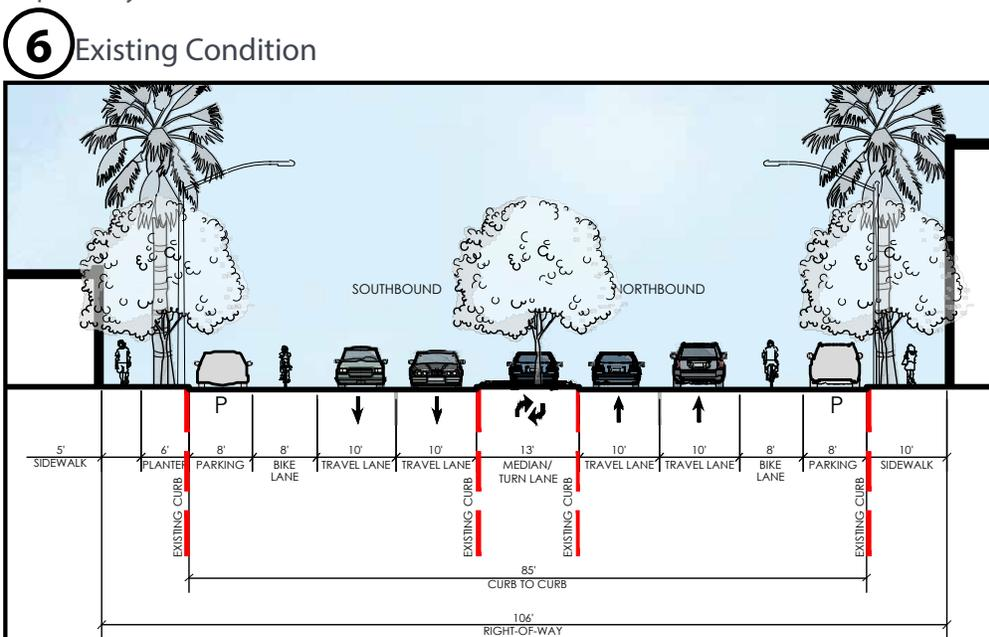 6 Existing Condition
SOUTHBOUND
NORTHBOUND
P
P
5'
SIDEWALK
6'
PLANTER
8'
PARKING
8'
BIKE
LANE
10'
TRAVEL LANE
10'
TRAVEL LANE
13'
MEDIAN/
TURN LANE
10'
TRAVEL LANE
10'
TRAVEL LANE
8'
BIKE
LANE
8'
PARKING
10'
SIDEWALK
EXISTING CURB
EXISTING CURB
EXISTING CURB
EXISTING CURB
85'
CURB TO CURB
106'
RIGHT-OF-WAY